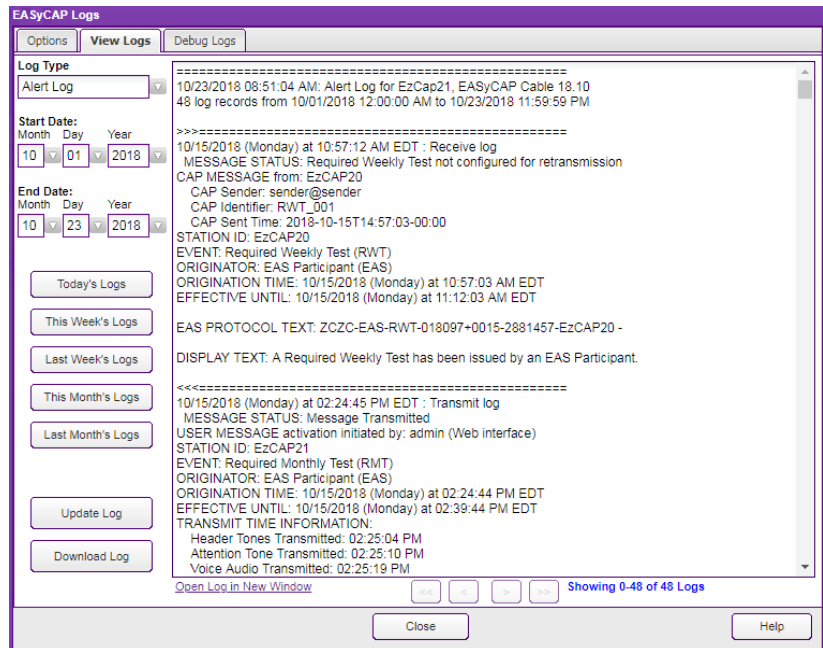 EASyCAP Logs
Options View Logs Debug Logs
Log Type
Alert Log
Start Date:
Month Day Year
10 01 2018
End Date:
Month Day Year
10 23 2018
Today's Logs
This Week's Logs
Last Week's Logs
This Month's Logs
Last Month's Logs
Update Log
Download Log
=====================================================
10/23/2018 08:51:04 AM: Alert Log for EzCap21, EASyCAP Cable 18.10
48 log records from 10/01/2018 12:00:00 AM to 10/23/2018 11:59:59 PM
>>>==================================================
10/15/2018 (Monday) at 10:57:12 AM EDT : Receive log
MESSAGE STATUS: Required Weekly Test not configured for retransmission
CAP MESSAGE from: EzCAP20
CAP Sender: sender@sender
CAP Identifier: RWT_001
CAP Sent Time: 2018-10-15T14:57:03-00:00
STATION ID: EzCAP20
EVENT: Required Weekly Test (RWT)
ORIGINATOR: EAS Participant (EAS)
ORIGINATION TIME: 10/15/2018 (Monday) at 10:57:03 AM EDT
EFFECTIVE UNTIL: 10/15/2018 (Monday) at 11:12:03 AM EDT
EAS PROTOCOL TEXT: ZCZC-EAS-RWT-018097+0015-2881457-EzCAP20 -
DISPLAY TEXT: A Required Weekly Test has been issued by an EAS Participant.
<<<==================================================
10/15/2018 (Monday) at 02:24:45 PM EDT : Transmit log
MESSAGE STATUS: Message Transmitted
USER MESSAGE activation initiated by: admin (Web interface)
STATION ID: EzCAP21
EVENT: Required Monthly Test (RMT)
ORIGINATOR: EAS Participant (EAS)
ORIGINATION TIME: 10/15/2018 (Monday) at 02:24:44 PM EDT
EFFECTIVE UNTIL: 10/15/2018 (Monday) at 02:39:44 PM EDT
TRANSMIT TIME INFORMATION:
Header Tones Transmitted: 02:25:04 PM
Attention Tone Transmitted: 02:25:10 PM
Voice Audio Transmitted: 02:25:19 PM
Open Log in New Window << < > >> Showing 0-48 of 48 Logs
Close Help